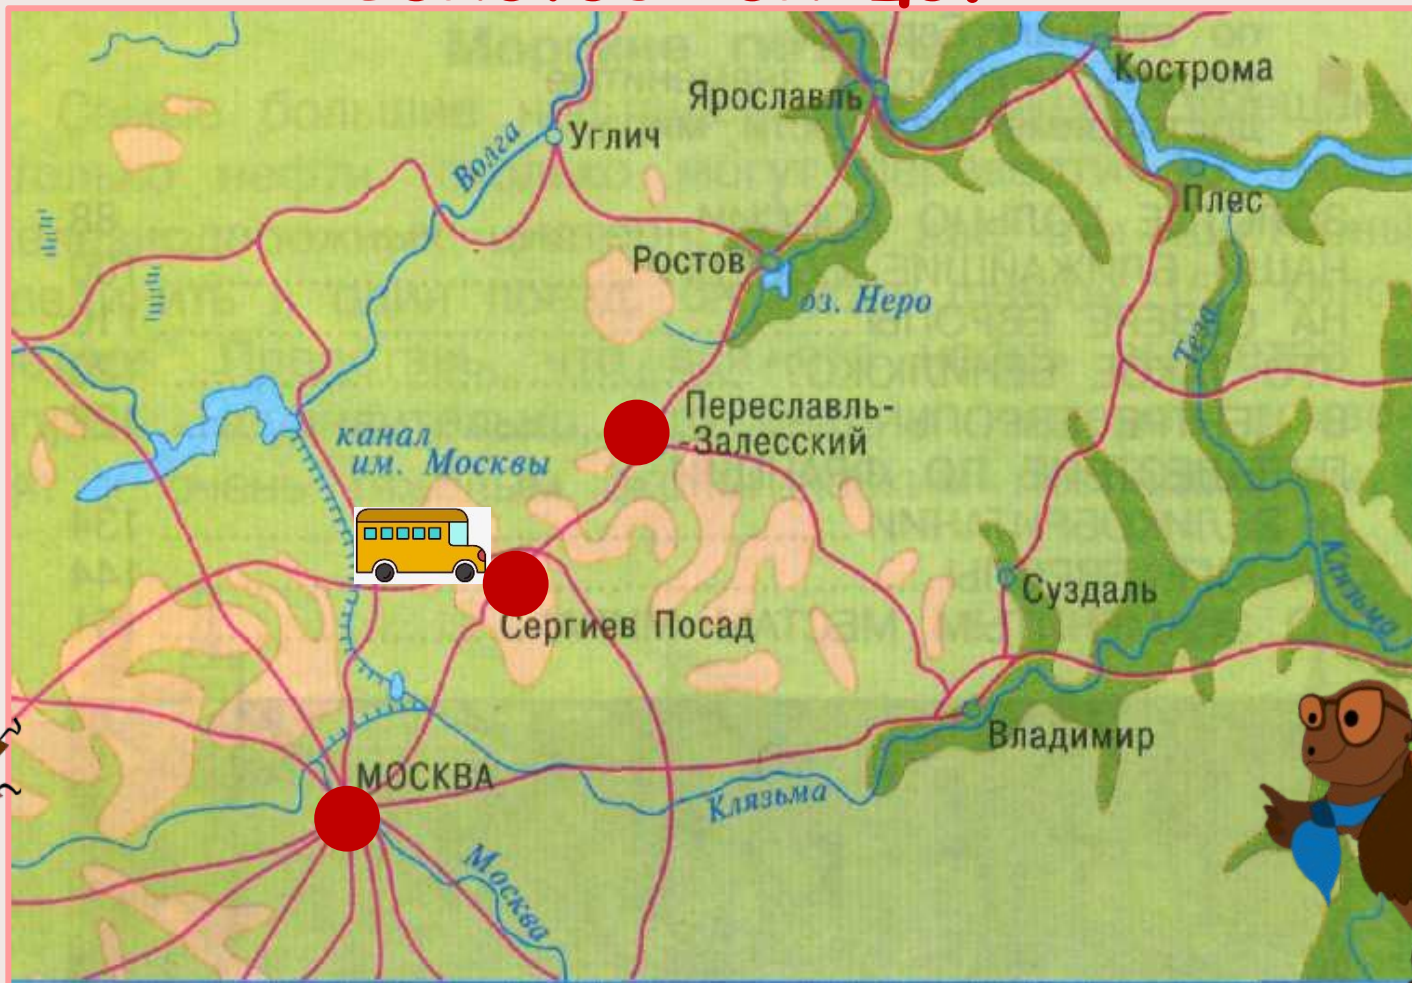 Кострома
Ярославль
Углич
Волга
Плес
Ростов
оз. Неро
Теза
Переславль-
-Залесский
канал
им. Москвы
Суздаль
Клязьма
Сергиев Посад
Владимир
МОСКВА
Клязьма
Москва